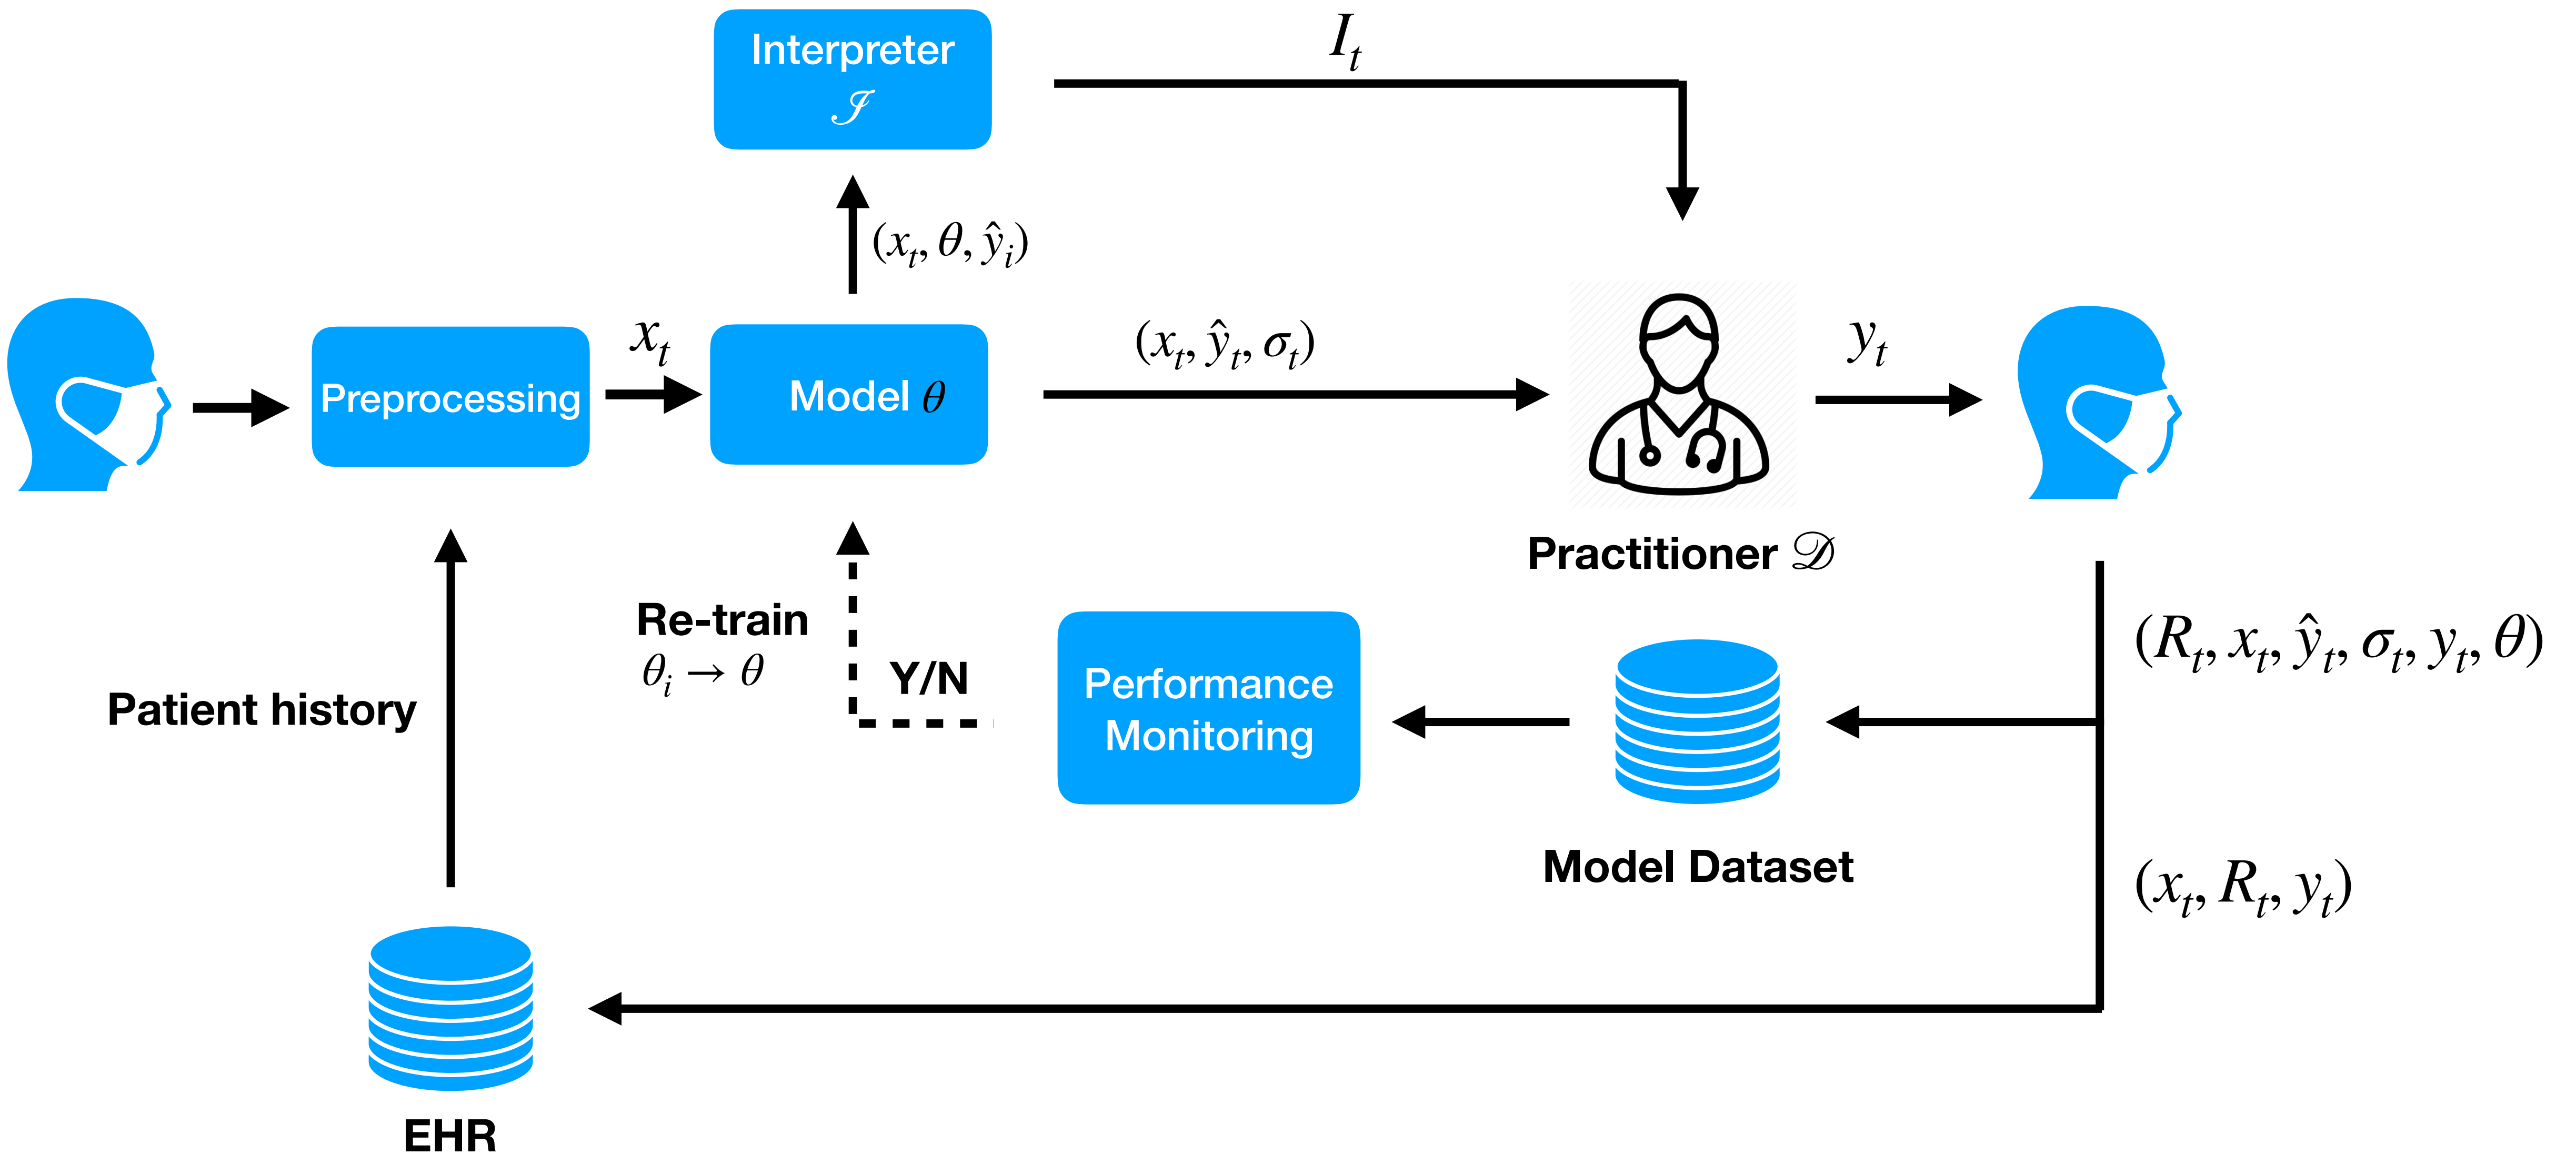 Interpreter
ℐ
I_t
(x_t, θ, ŷ_i)
Preprocessing
x_t
Model θ
(x_t, ŷ_t, σ_t)
y_t
Practitioner 𝒟
Re-train
θ_i → θ
Y/N
Performance
Monitoring
(R_t, x_t, ŷ_t, σ_t, y_t, θ)
Patient history
Model Dataset
(x_t, R_t, y_t)
EHR